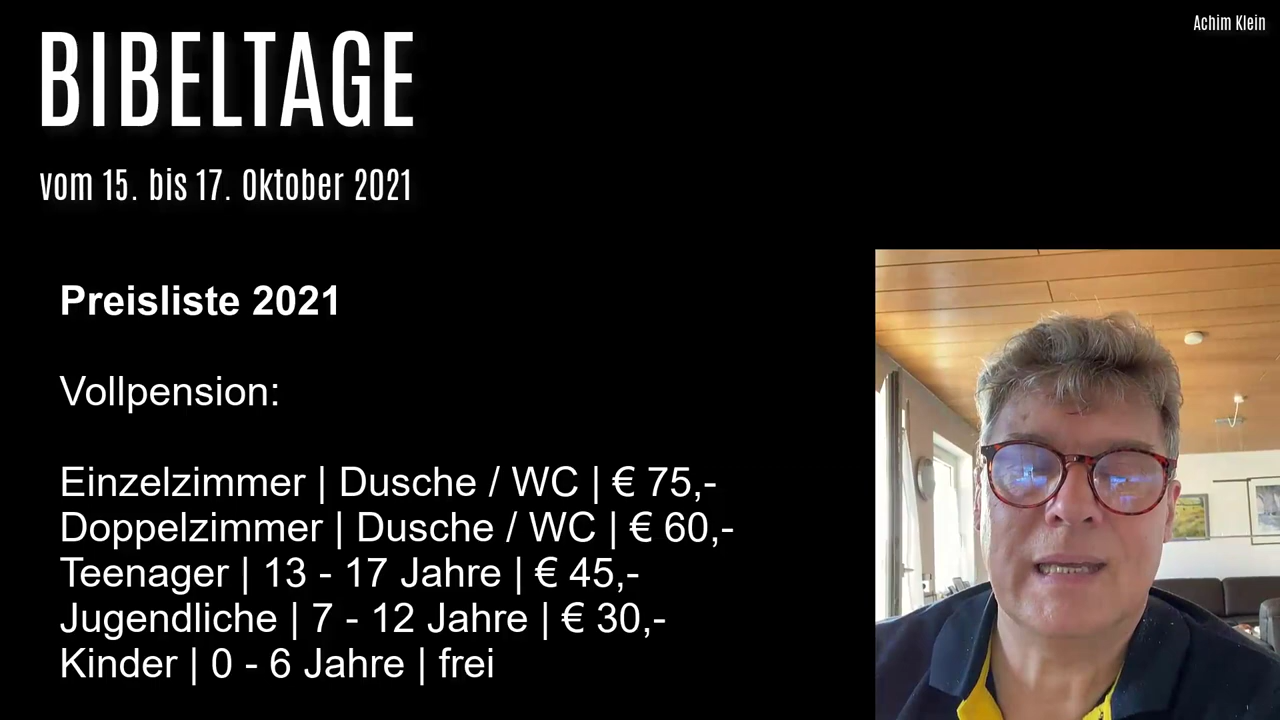 BIBELTAGE
vom 15. bis 17. Oktober 2021
Achim Klein
Preisliste 2021
Vollpension:
Einzelzimmer | Dusche / WC | € 75,-
Doppelzimmer | Dusche / WC | € 60,-
Teenager | 13 - 17 Jahre | € 45,-
Jugendliche | 7 - 12 Jahre | € 30,-
Kinder | 0 - 6 Jahre | frei